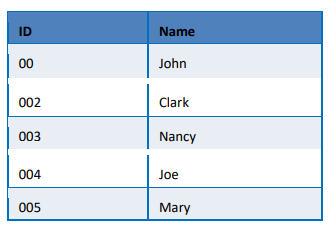 ID Name
00 John
002 Clark
003 Nancy
004 Joe
005 Mary